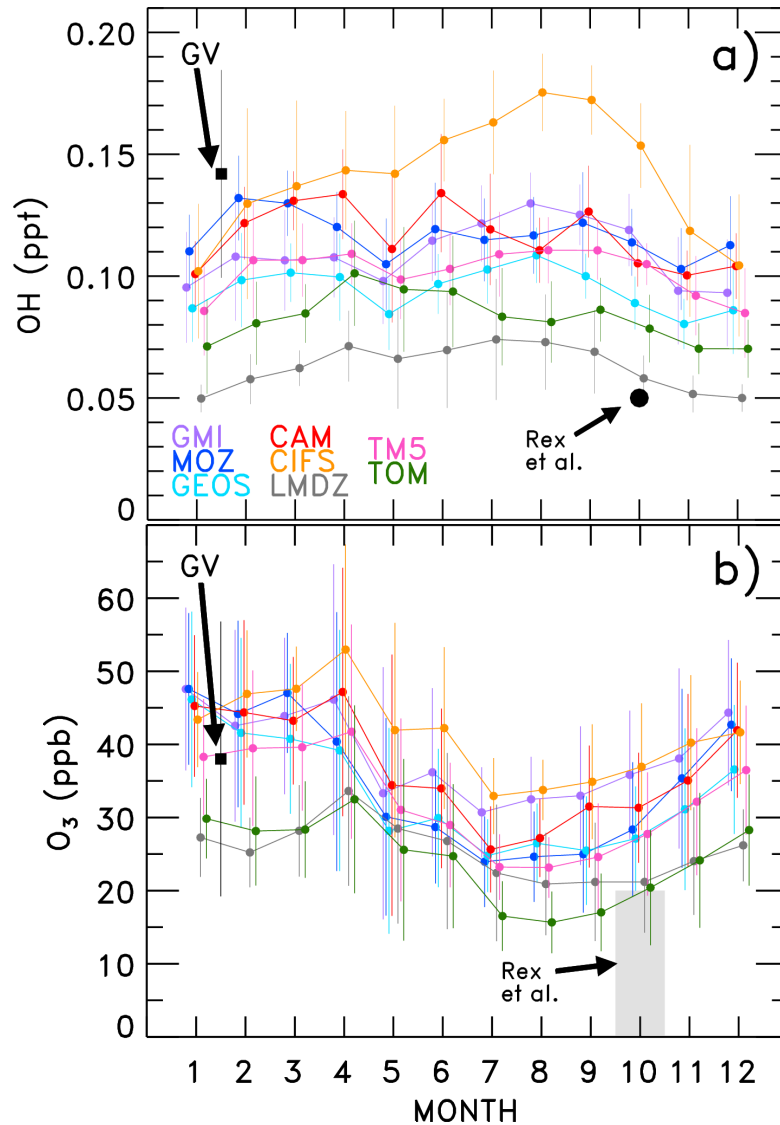 a)
GV
0.20
0.15
0.10
0.05
0
OH (ppt)
GMI CAM TM5
MOZ CIFS TOM
GEOS LMDZ
Rex
et al.
b)
GV
60
50
40
30
20
10
0
O₃ (ppb)
Rex
et al.
1 2 3 4 5 6 7 8 9 10 11 12
MONTH